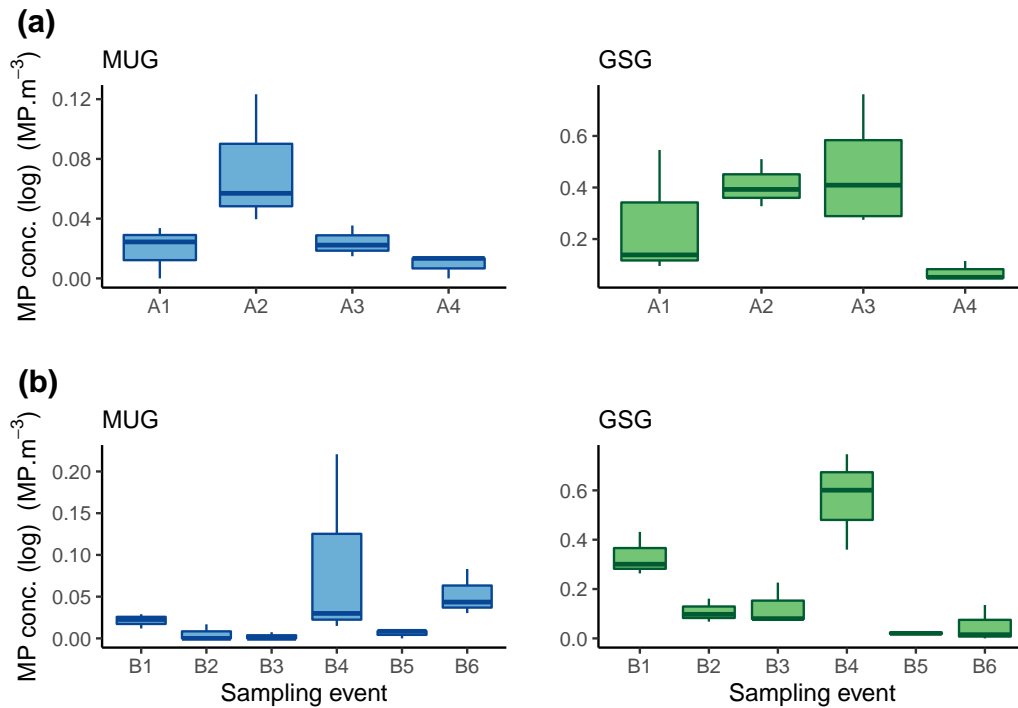 (a)
MUG
GSG
MP conc. (log) (MP.m⁻³)
0.12
0.08
0.04
0.00
A1 A2 A3 A4
0.6
0.4
0.2
A1 A2 A3 A4
(b)
MUG
GSG
MP conc. (log) (MP.m⁻³)
0.20
0.15
0.10
0.05
0.00
B1 B2 B3 B4 B5 B6
Sampling event
0.6
0.4
0.2
0.0
B1 B2 B3 B4 B5 B6
Sampling event